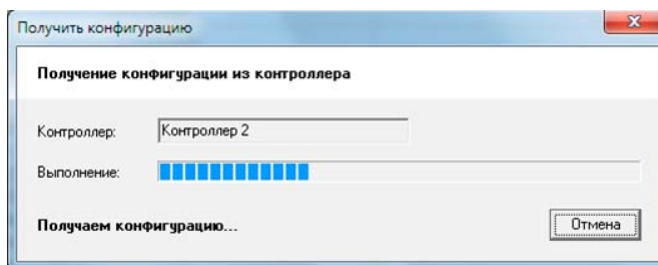 Получить конфигурацию
Получение конфигурации из контроллера
Контроллер: Контроллер 2
Выполнение:
Получаем конфигурацию...
Отмена